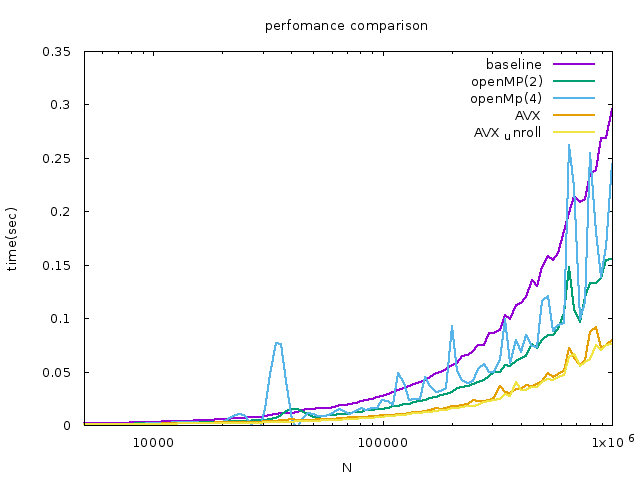 perfomance comparison
0.35
0.3
0.25
0.2
0.15
0.1
0.05
0
time(sec)
baseline
openMP(2)
openMp(4)
AVX
AVX unroll
10000
100000
1x10 6
N